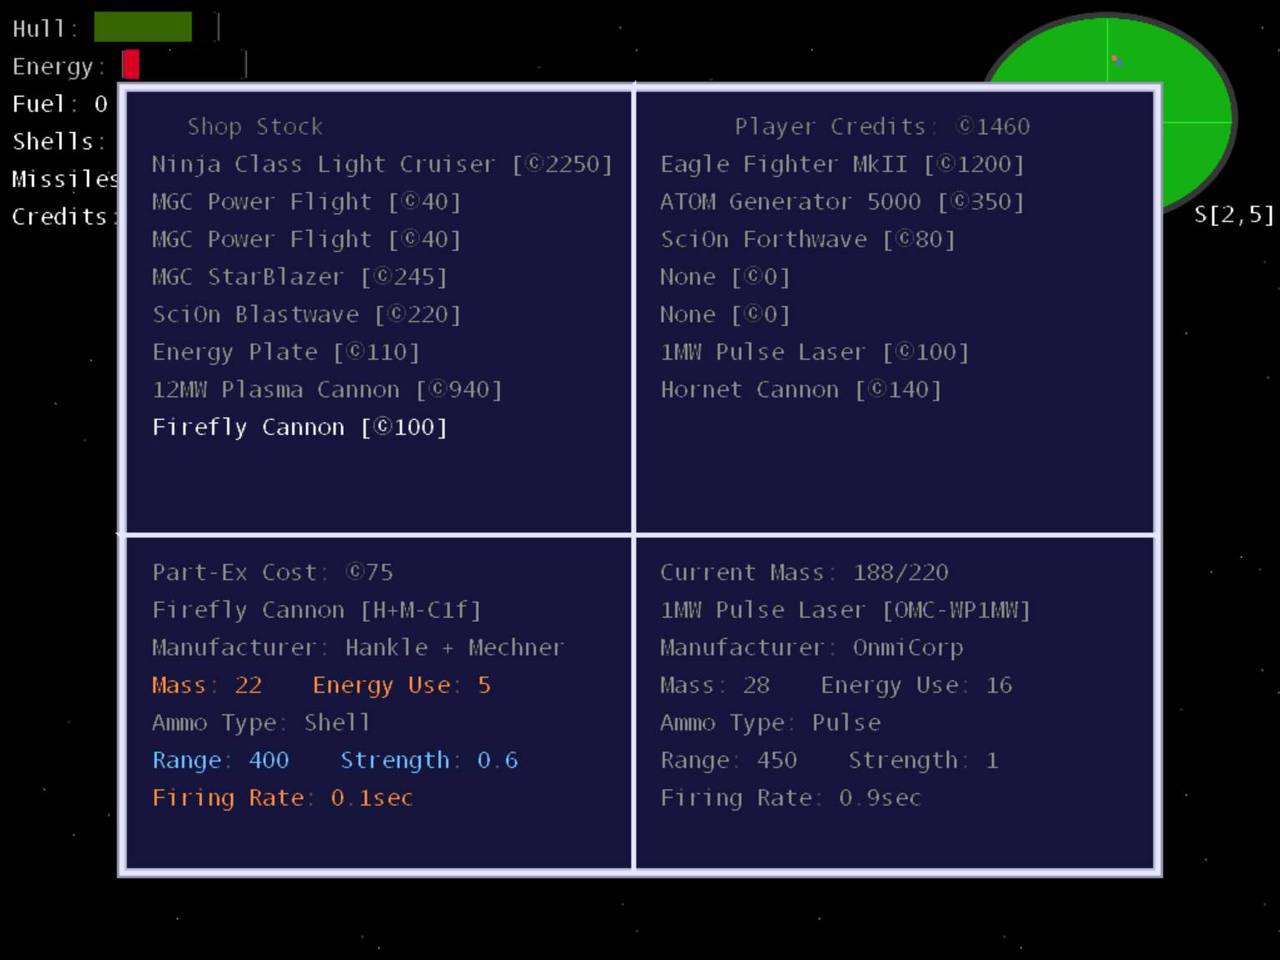 Hull:
Energy:
Fuel: 0
Shells:
Missiles
Credits:
S[2,5]
Shop Stock
Ninja Class Light Cruiser [©2250]
MGC Power Flight [©40]
MGC Power Flight [©40]
MGC StarBlazer [©245]
SciOn Blastwave [©220]
Energy Plate [©110]
12MW Plasma Cannon [©940]
Firefly Cannon [©100]
Player Credits: ©1460
Eagle Fighter MkII [©1200]
ATOM Generator 5000 [©350]
SciOn Forthwave [©80]
None [©0]
None [©0]
1MW Pulse Laser [©100]
Hornet Cannon [©140]
Part-Ex Cost: ©75
Firefly Cannon [H+M-C1f]
Manufacturer: Hankle + Mechner
Mass: 22 Energy Use: 5
Ammo Type: Shell
Range: 400 Strength: 0.6
Firing Rate: 0.1sec
Current Mass: 188/220
1MW Pulse Laser [OMC-WP1MW]
Manufacturer: OnmiCorp
Mass: 28 Energy Use: 16
Ammo Type: Pulse
Range: 450 Strength: 1
Firing Rate: 0.9sec